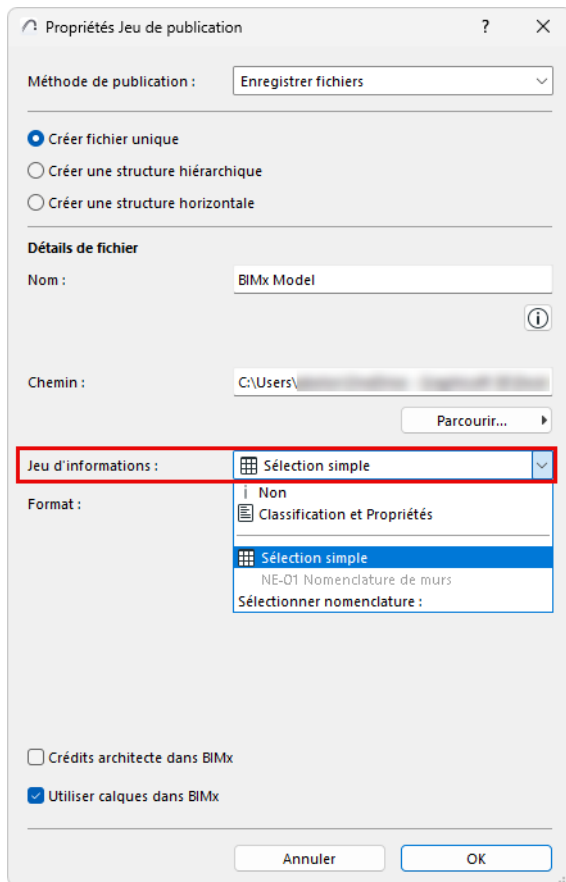 Propriétés Jeu de publication ? ×
Méthode de publication : Enregistrer fichiers
Créer fichier unique
Créer une structure hiérarchique
Créer une structure horizontale
Détails de fichier
Nom : BIMx Model
Chemin : C:\Users\
Parcourir...
Jeu d'informations : Sélection simple
Non
Format :
Classification et Propriétés
Sélection simple
NE-01 Nomenclature de murs
Sélectionner nomenclature :
Crédits architecte dans BIMx
Utiliser calques dans BIMx
Annuler OK